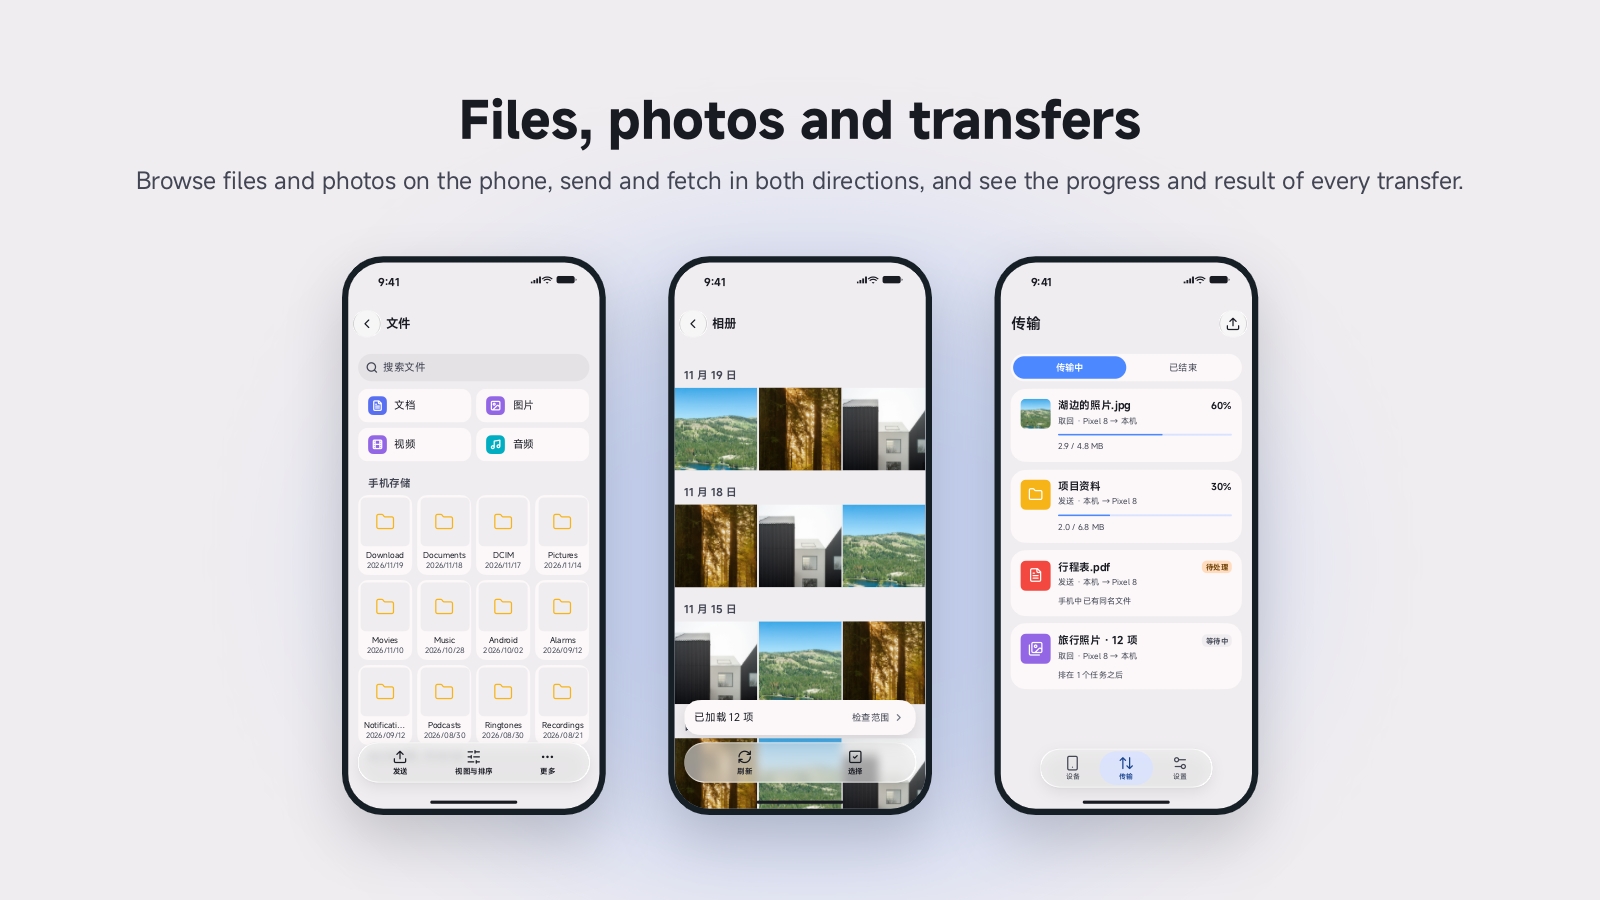 Files, photos and transfers
Browse files and photos on the phone, send and fetch in both directions, and see the progress and result of every transfer.
9:41
文件
搜索文件
文档
图片
视频
音频
手机存储
Download
Documents
DCIM
Pictures
2026/11/19
2026/11/18
2026/11/17
2026/11/14
Movies
Music
Android
Alarms
2026/11/10
2026/10/28
2026/10/02
2026/09/12
Notificati...
Podcasts
Ringtones
Recordings
2026/09/12
2026/08/30
2026/08/30
2026/08/21
发送
视图与排序
更多
9:41
相册
11 月 19 日
11 月 18 日
11 月 15 日
已加载 12 项
检查范围
刷新
选择
9:41
传输
传输中
已结束
湖边的照片.jpg
60%
取回 · Pixel 8 → 本机
2.9 / 4.8 MB
项目资料
30%
发送 · 本机 → Pixel 8
2.0 / 6.8 MB
行程表.pdf
待处理
发送 · 本机 → Pixel 8
手机中已有同名文件
旅行照片 · 12 项
等待中
取回 · Pixel 8 → 本机
排在 1 个任务之后
设备
传输
设置